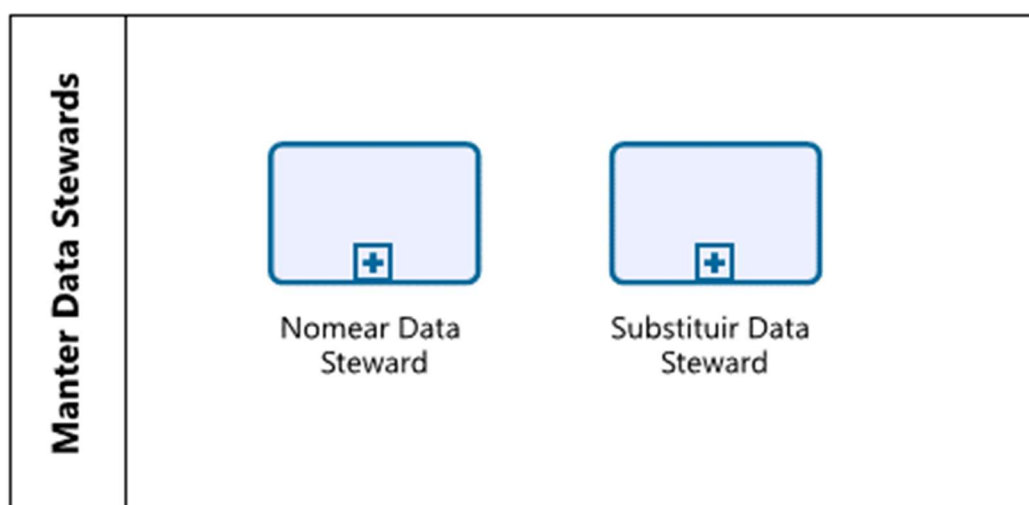 Manter Data Stewards
Nomear Data
Steward
Substituir Data
Steward